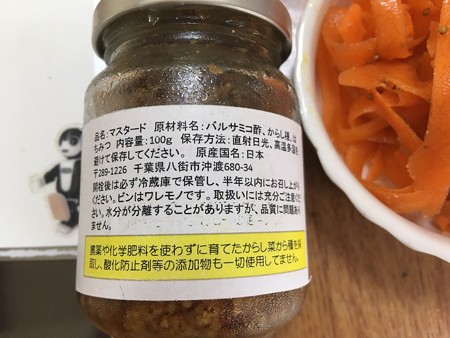 品名：マスタード　原材料名：バルサミコ酢、からし種、は
ちみつ　内容量：100g　保存方法：直射日光、高温多湿を
避けて保存してください。　原産国名：日本
〒289-1226　千葉県八街市沖渡680-34
開栓後は必ず冷蔵庫で保管し、半年以内にお召し上がり
ください。ビンはワレモノです。取扱いには充分ご注意くだ
さい。水分が分離することがありますが、品質に問題あり
ません。
農薬や化学肥料を使わずに育てたからし菜から種を採
取し、酸化防止剤等の添加物も一切使用してません。